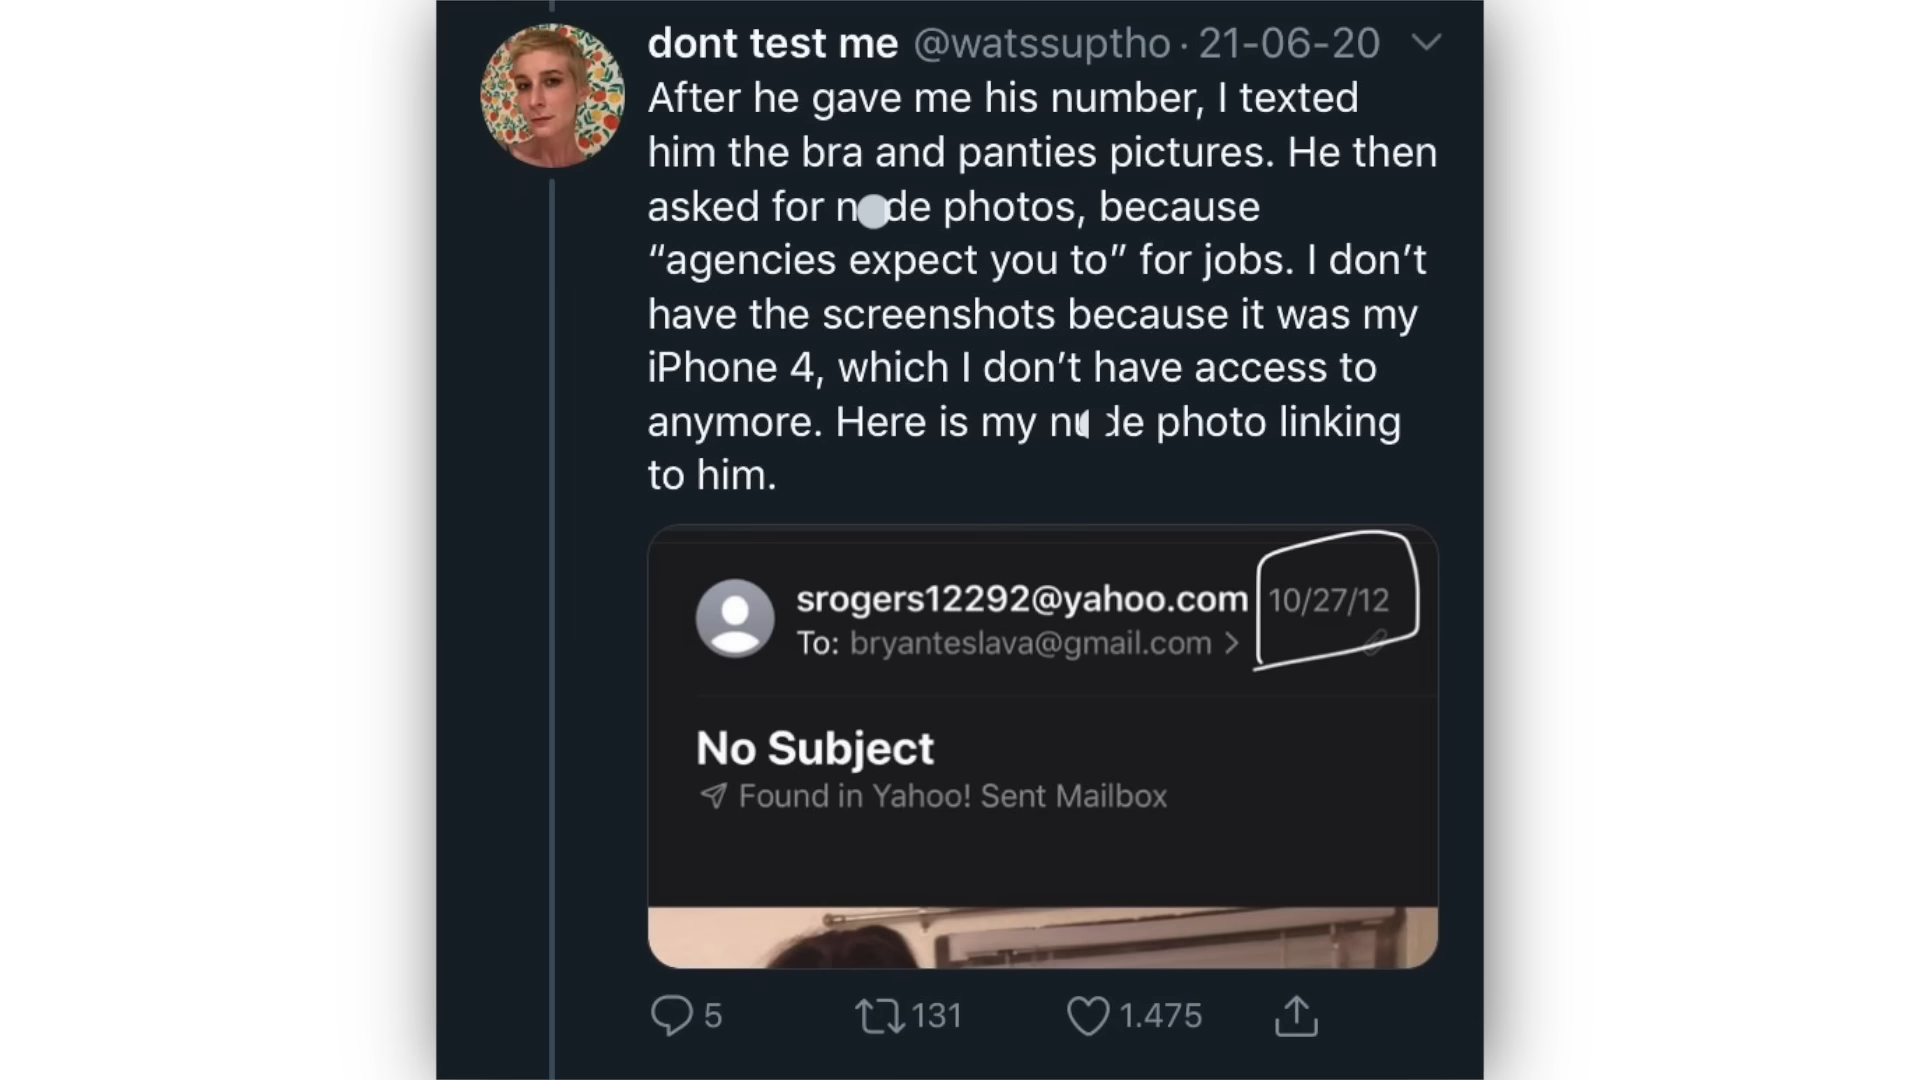 dont test me @watssuptho · 21-06-20
After he gave me his number, I texted
him the bra and panties pictures. He then
asked for n de photos, because
“agencies expect you to” for jobs. I don’t
have the screenshots because it was my
iPhone 4, which I don’t have access to
anymore. Here is my nude photo linking
to him.
srogers12292@yahoo.com 10/27/12
To: bryanteslava@gmail.com >
No Subject
Found in Yahoo! Sent Mailbox
5 131 1.475